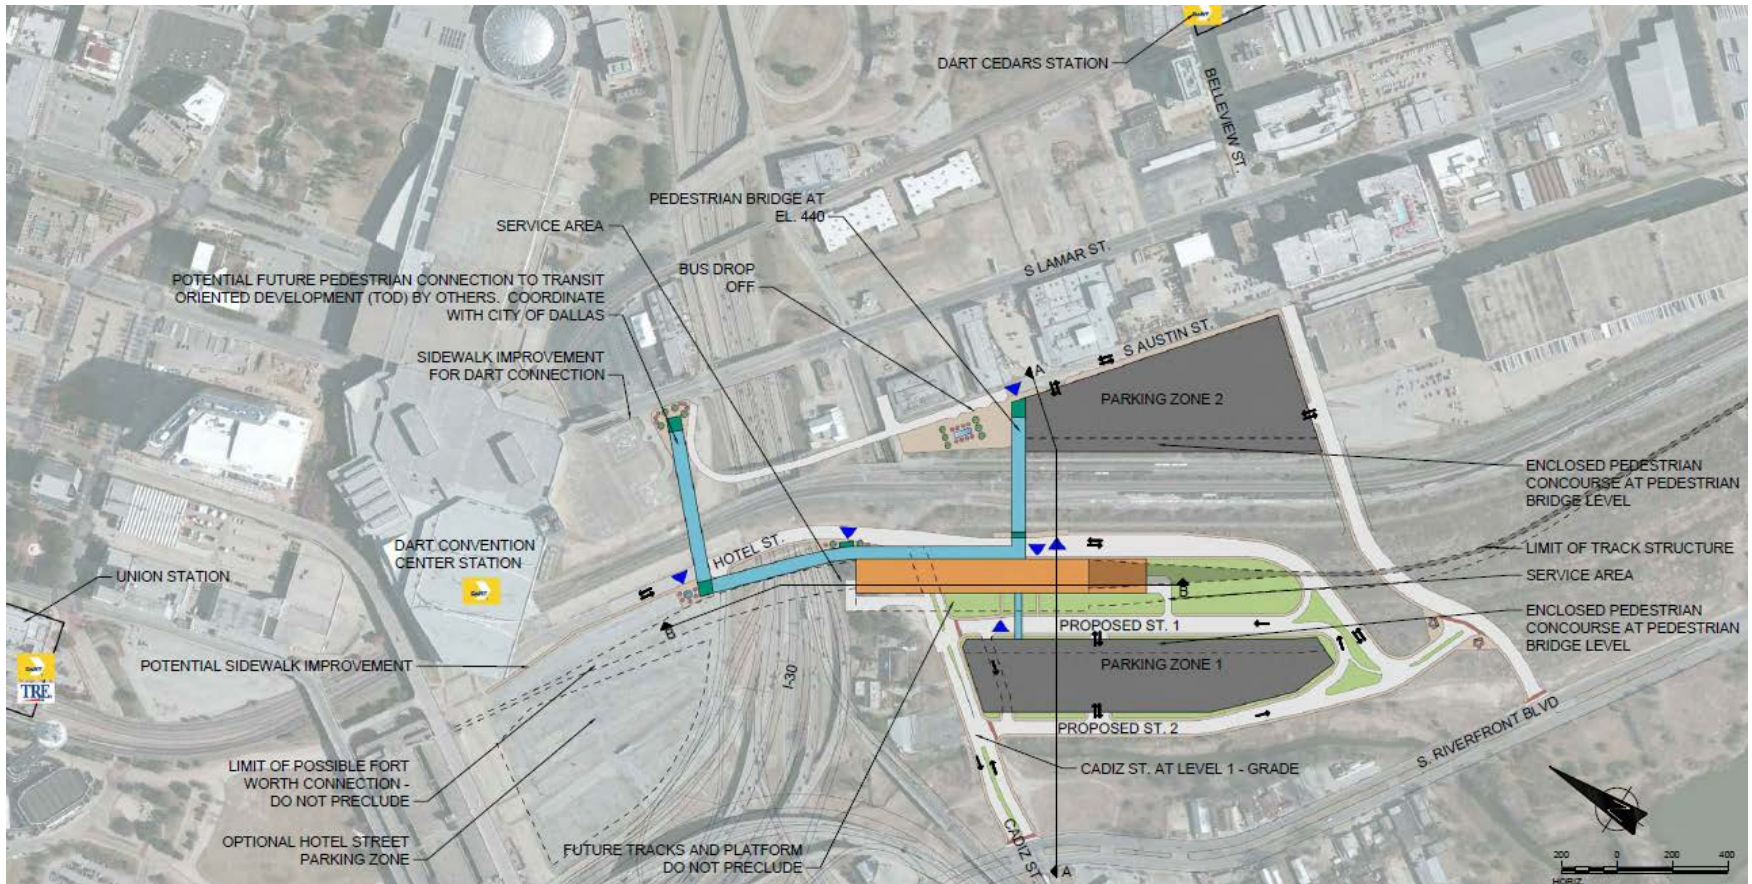 DART
DART CEDARS STATION
BELLEVIEW ST.
PEDESTRIAN BRIDGE AT
EL. 440
SERVICE AREA
S LAMAR ST.
BUS DROP
OFF
POTENTIAL FUTURE PEDESTRIAN CONNECTION TO TRANSIT
ORIENTED DEVELOPMENT (TOD) BY OTHERS. COORDINATE
WITH CITY OF DALLAS
S AUSTIN ST.
SIDEWALK IMPROVEMENT
FOR DART CONNECTION
A
PARKING ZONE 2
ENCLOSED PEDESTRIAN
CONCOURSE AT PEDESTRIAN
BRIDGE LEVEL
HOTEL ST.
DART CONVENTION
CENTER STATION
DART
LIMIT OF TRACK STRUCTURE
UNION STATION
SERVICE AREA
B
B
PROPOSED ST. 1
ENCLOSED PEDESTRIAN
CONCOURSE AT PEDESTRIAN
BRIDGE LEVEL
POTENTIAL SIDEWALK IMPROVEMENT
PARKING ZONE 1
DART
TRE
I-30
PROPOSED ST. 2
S. RIVERFRONT BLVD
LIMIT OF POSSIBLE FORT
WORTH CONNECTION -
DO NOT PRECLUDE
CADIZ ST. AT LEVEL 1 - GRADE
OPTIONAL HOTEL STREET
PARKING ZONE
FUTURE TRACKS AND PLATFORM
DO NOT PRECLUDE
CADIZ ST.
A
200 0 200 400
HORIZ